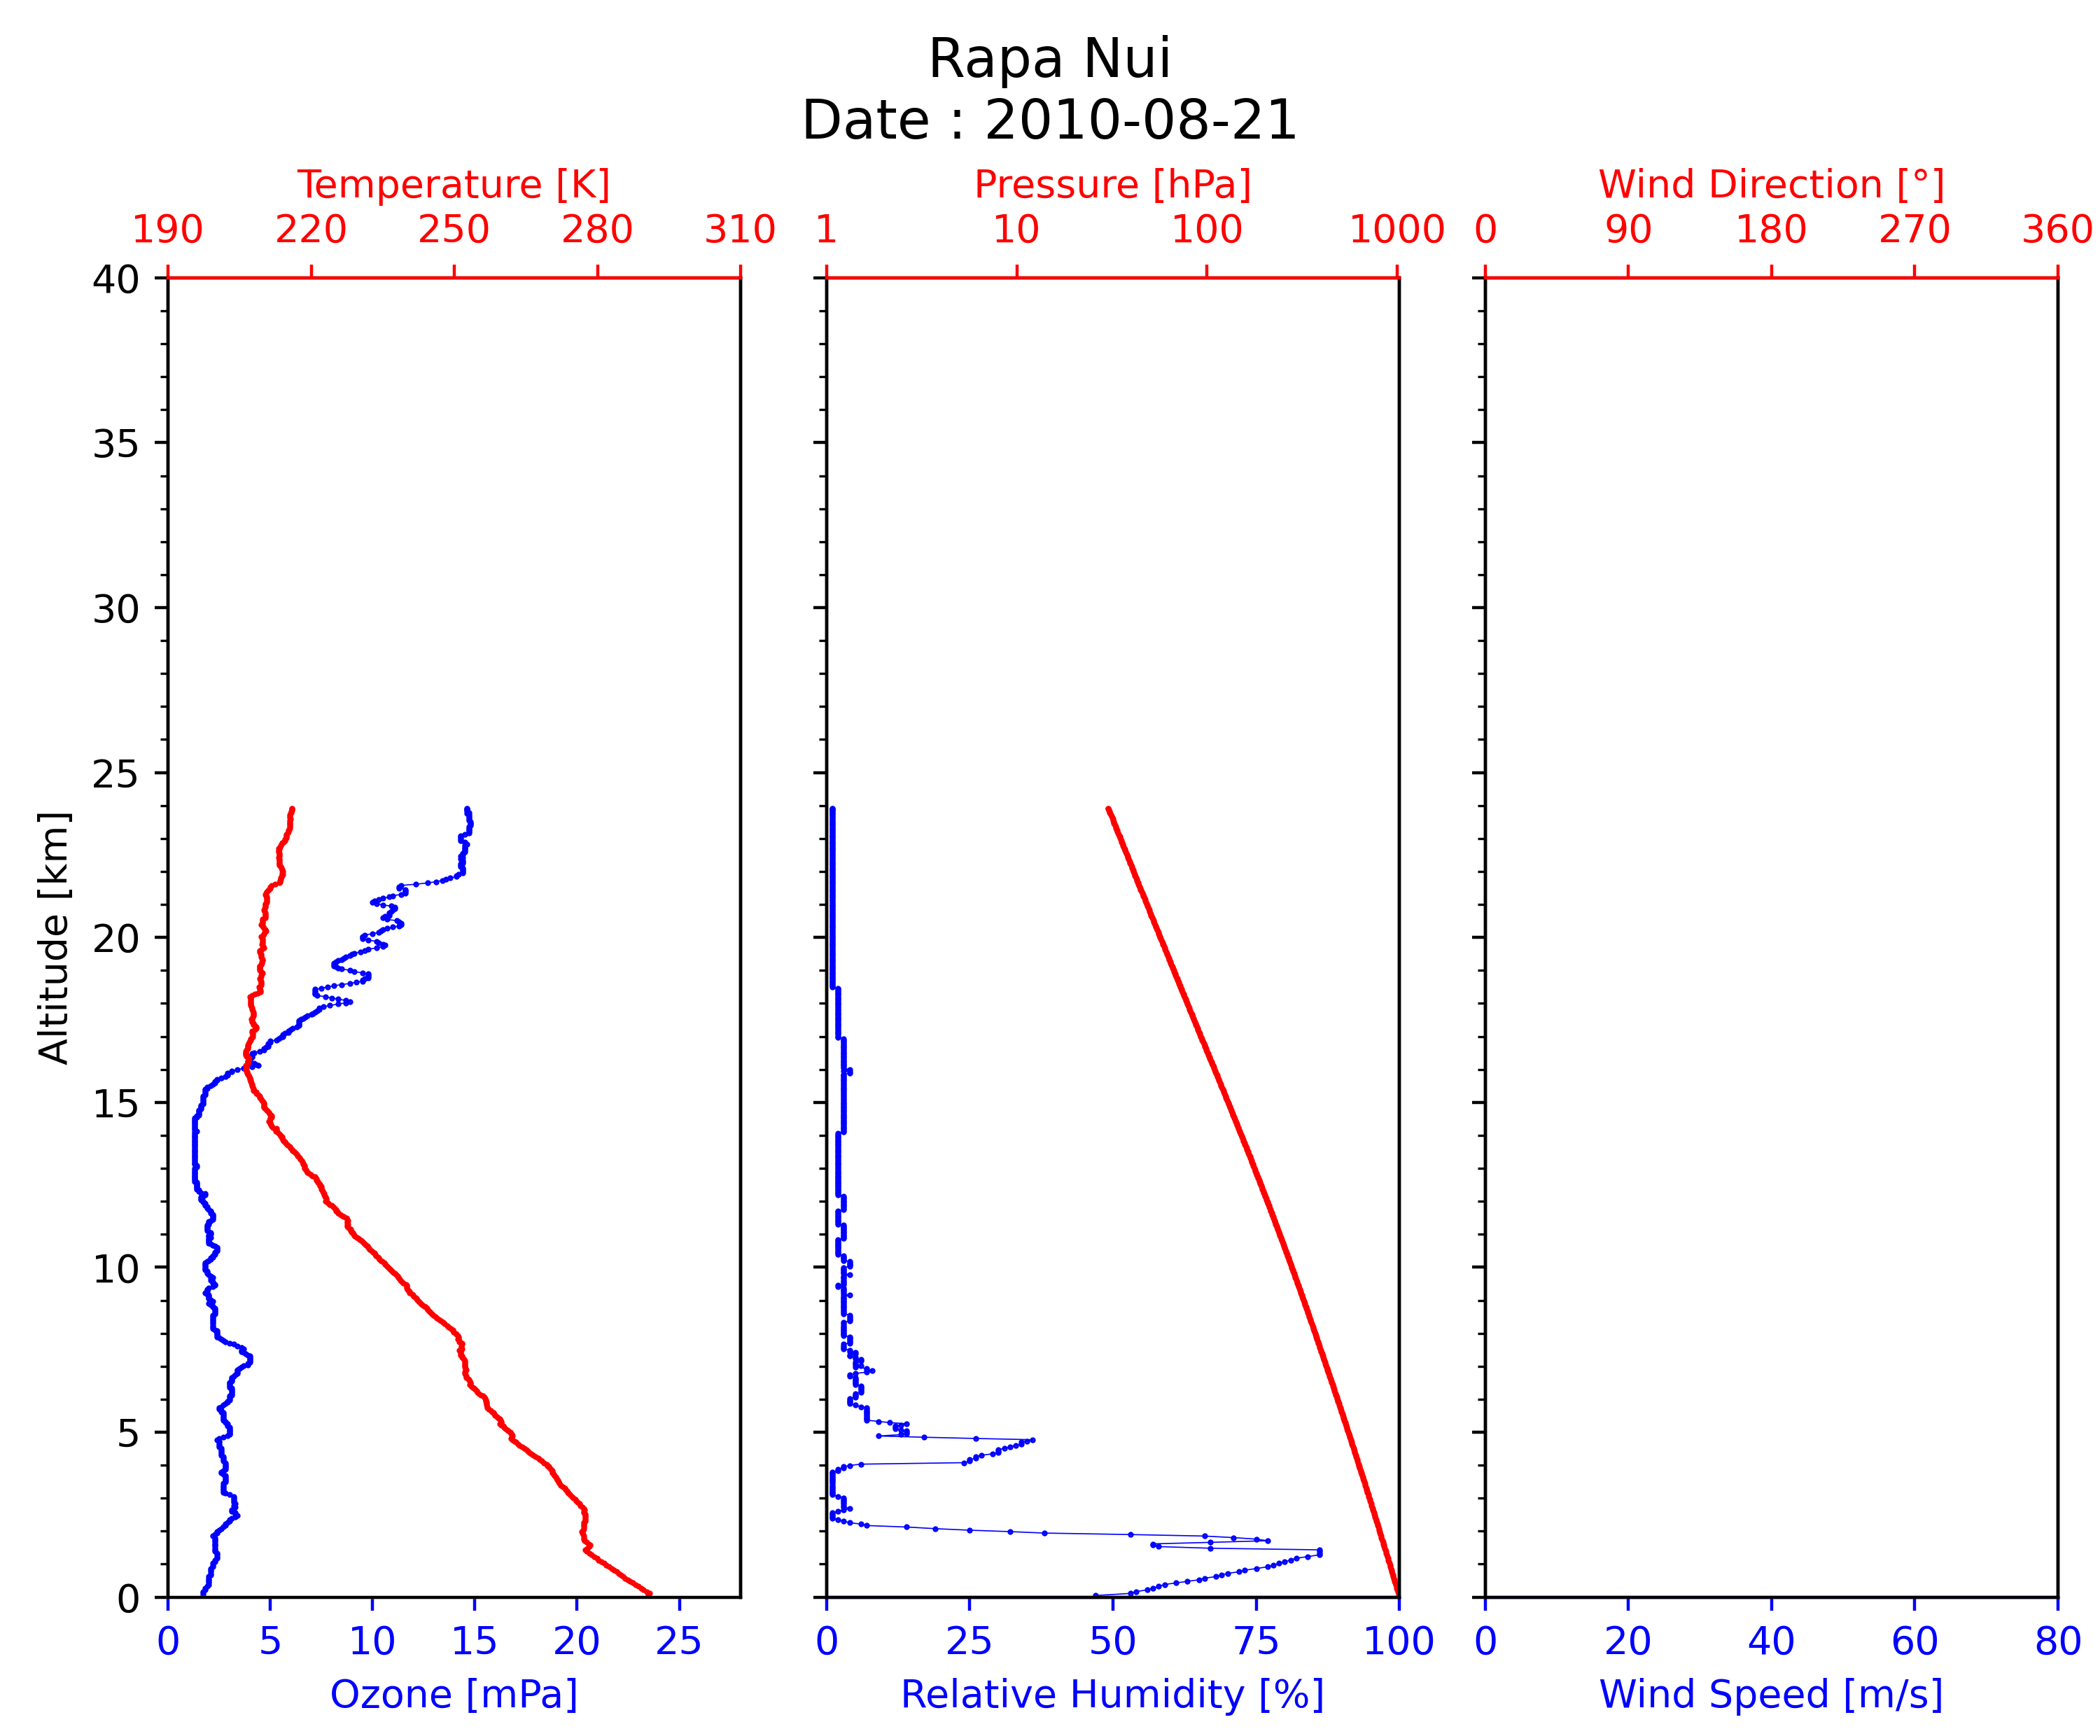 Rapa Nui
Date : 2010-08-21
Temperature [K]
190 220 250 280 310
Pressure [hPa]
1 10 100 1000
Wind Direction [°]
0 90 180 270 360
Altitude [km]
40
35
30
25
20
15
10
5
0
0 5 10 15 20 25
Ozone [mPa]
0 25 50 75 100
Relative Humidity [%]
0 20 40 60 80
Wind Speed [m/s]